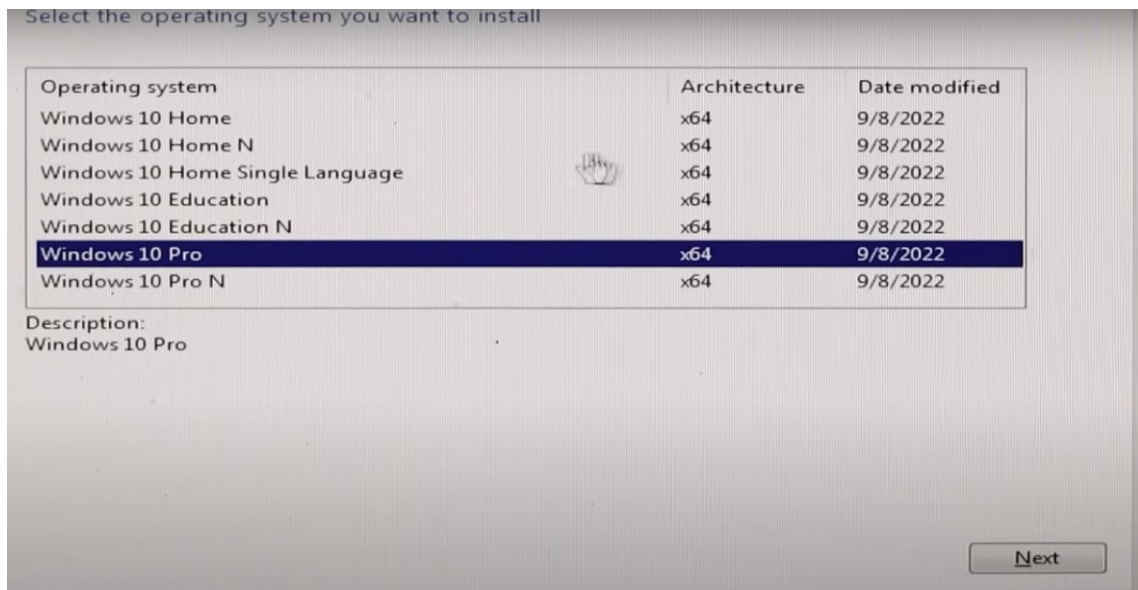 Select the operating system you want to install
Operating system Architecture Date modified
Windows 10 Home x64 9/8/2022
Windows 10 Home N x64 9/8/2022
Windows 10 Home Single Language x64 9/8/2022
Windows 10 Education x64 9/8/2022
Windows 10 Education N x64 9/8/2022
Windows 10 Pro x64 9/8/2022
Windows 10 Pro N x64 9/8/2022
Description:
Windows 10 Pro
Next